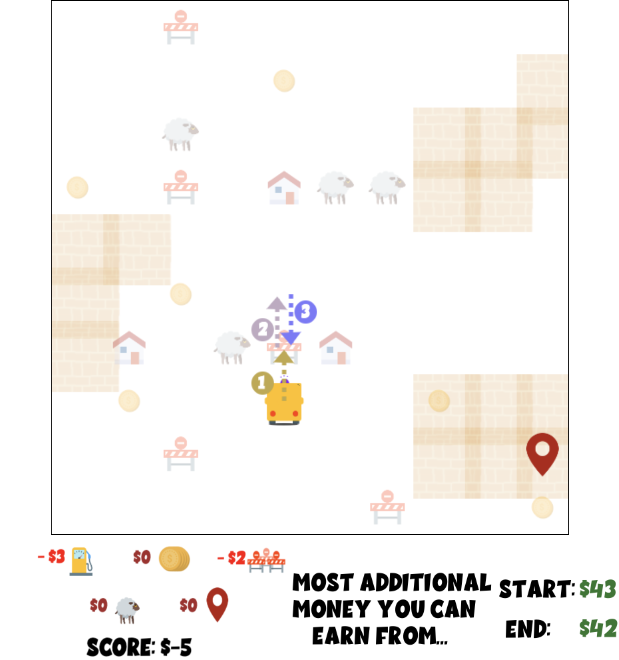 2
3
1
- $3
$0
- $2
$0
$0
SCORE: $-5
MOST ADDITIONAL
MONEY YOU CAN
EARN FROM...
START: $43
END: $42